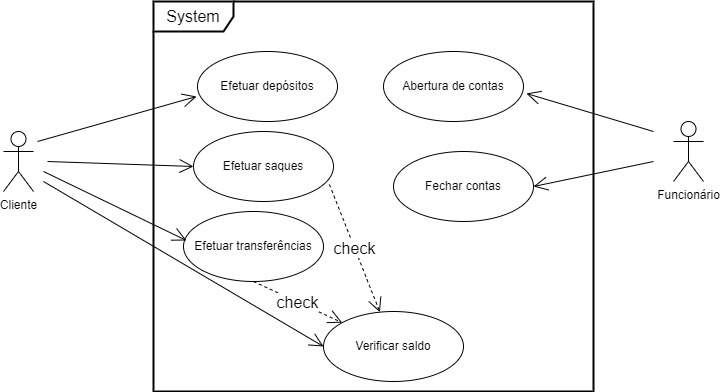 System
Efetuar depósitos
Abertura de contas
Efetuar saques
Fechar contas
Cliente
Funcionário
Efetuar transferências
check
check
Verificar saldo